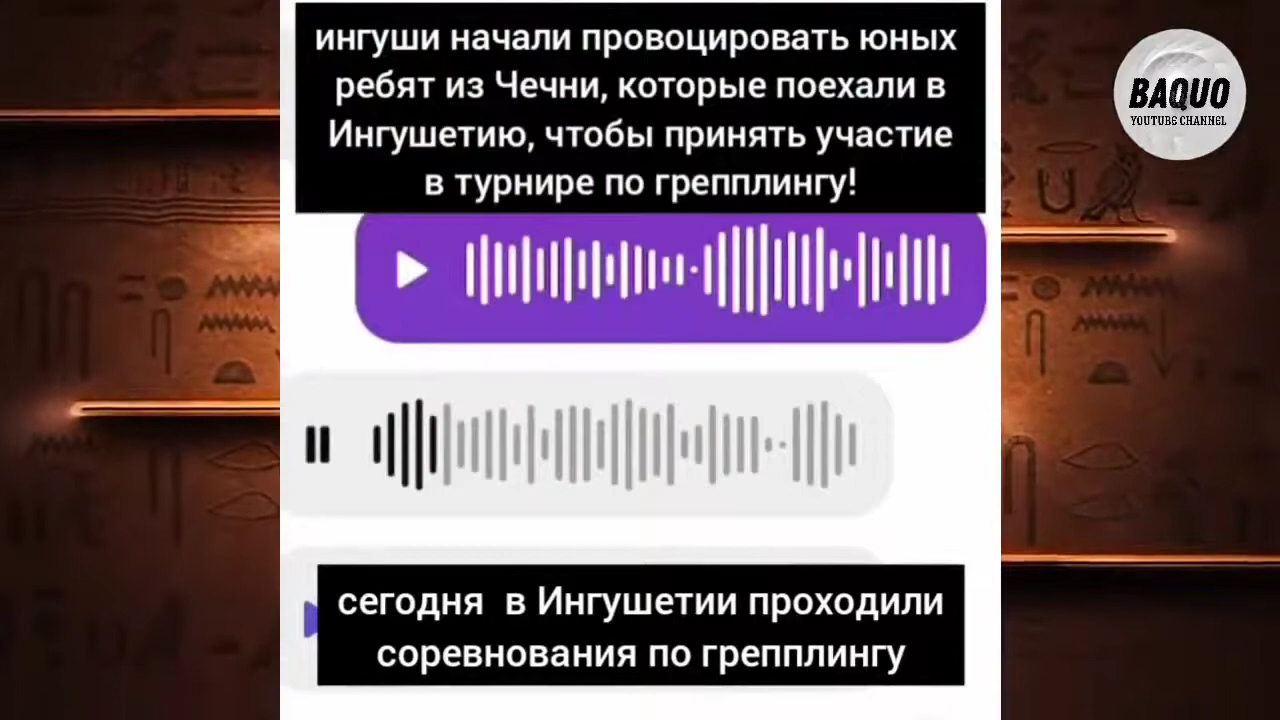 ингуши начали провоцировать юных
ребят из Чечни, которые поехали в
Ингушетию, чтобы принять участие
в турнире по грепплингу!
BAQUO
YOUTUBE CHANNEL
сегодня в Ингушетии проходили
соревнования по грепплингу